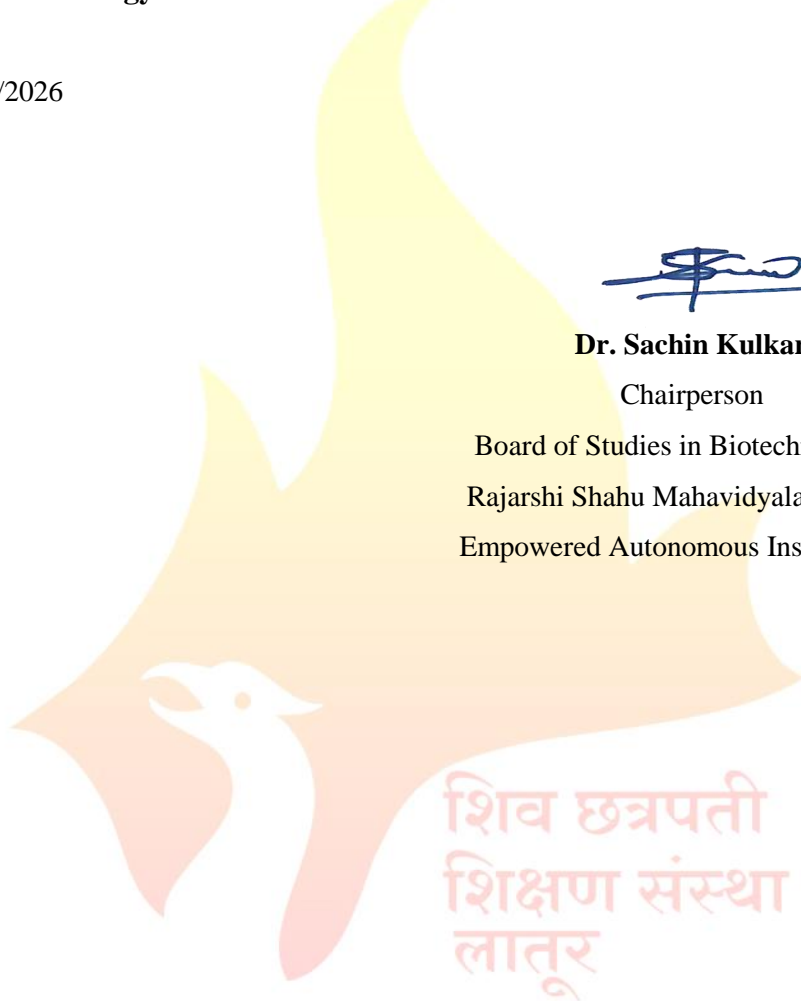 gy
/2026
Dr. Sachin Kulkar
Chairperson
Board of Studies in Biotech
Rajarshi Shahu Mahavidyala
Empowered Autonomous Ins
शिव छत्रपती
शिक्षण संस्था
लातूर